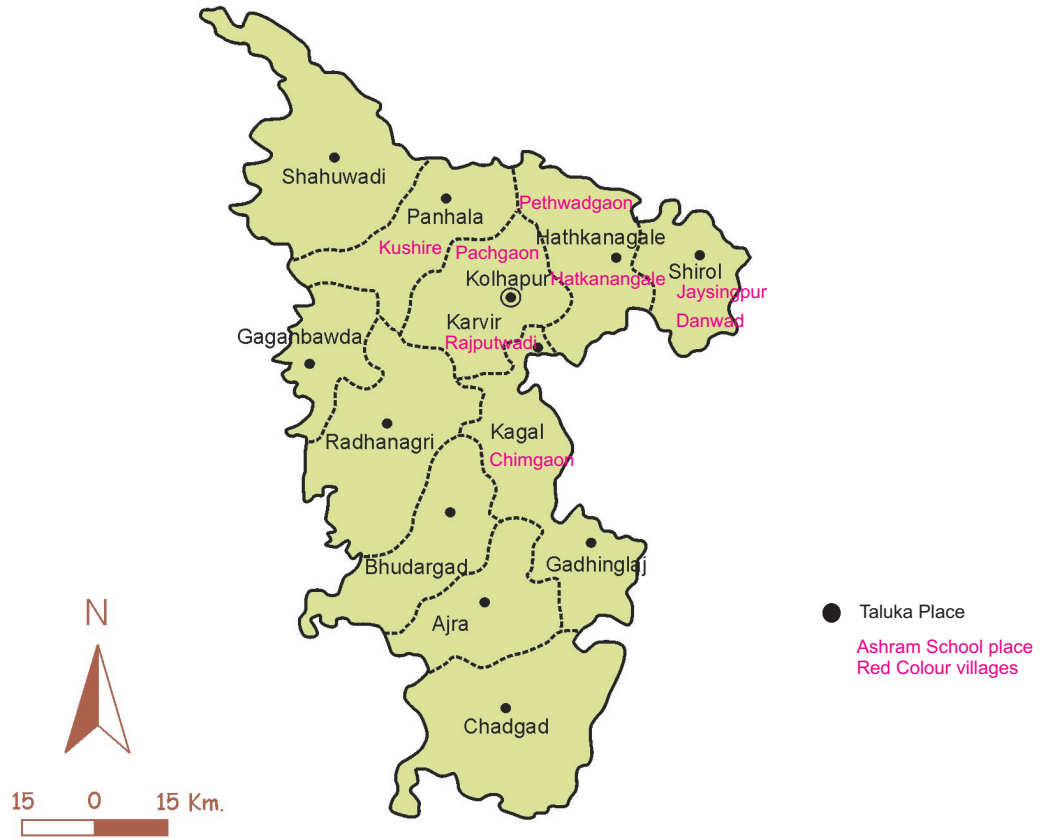 Shahuwadi
Panhala
Pethwadgaon
Hathkanagale
Kushire
Pachgaon
Kolhapur
Hatkanangale
Shirol
Jaysingpur
Danwad
Karvir
Rajputwadi
Gaganbawda
Radhanagri
Kagal
Chimgaon
Bhudargad
Gadhinglaj
Ajra
Chadgad
Taluka Place
Ashram School place
Red Colour villages
N
15 0 15 Km.